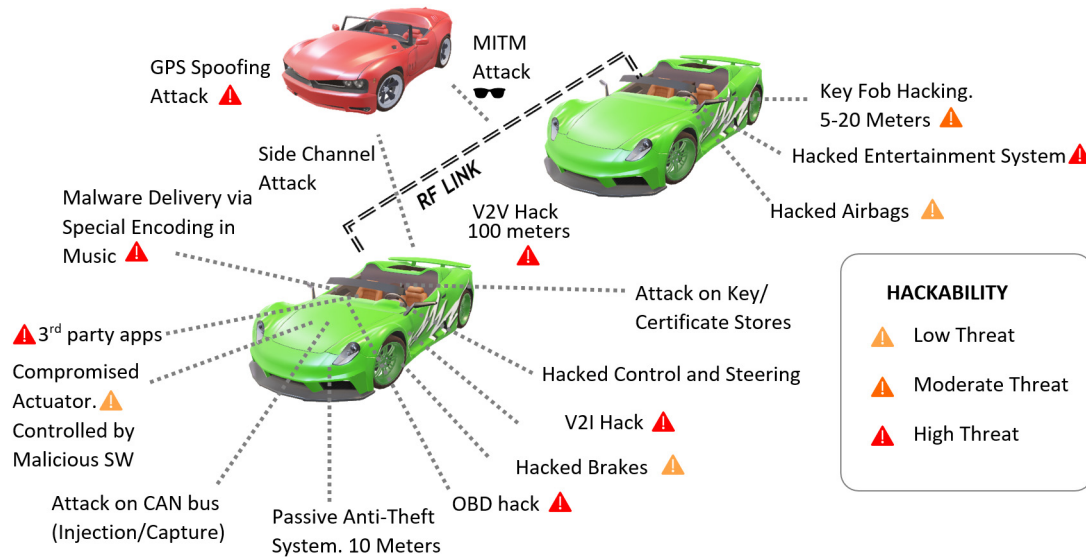 GPS Spoofing
Attack
MITM
Attack
Side Channel
Attack
RF LINK
Key Fob Hacking.
5-20 Meters
Hacked Entertainment System
Hacked Airbags
Malware Delivery via
Special Encoding in
Music
V2V Hack
100 meters
3rd party apps
Compromised
Actuator.
Controlled by
Malicious SW
Attack on CAN bus
(Injection/Capture)
Passive Anti-Theft
System. 10 Meters
OBD hack
Hacked Brakes
V2I Hack
Hacked Control and Steering
Attack on Key/
Certificate Stores
HACKABILITY
Low Threat
Moderate Threat
High Threat